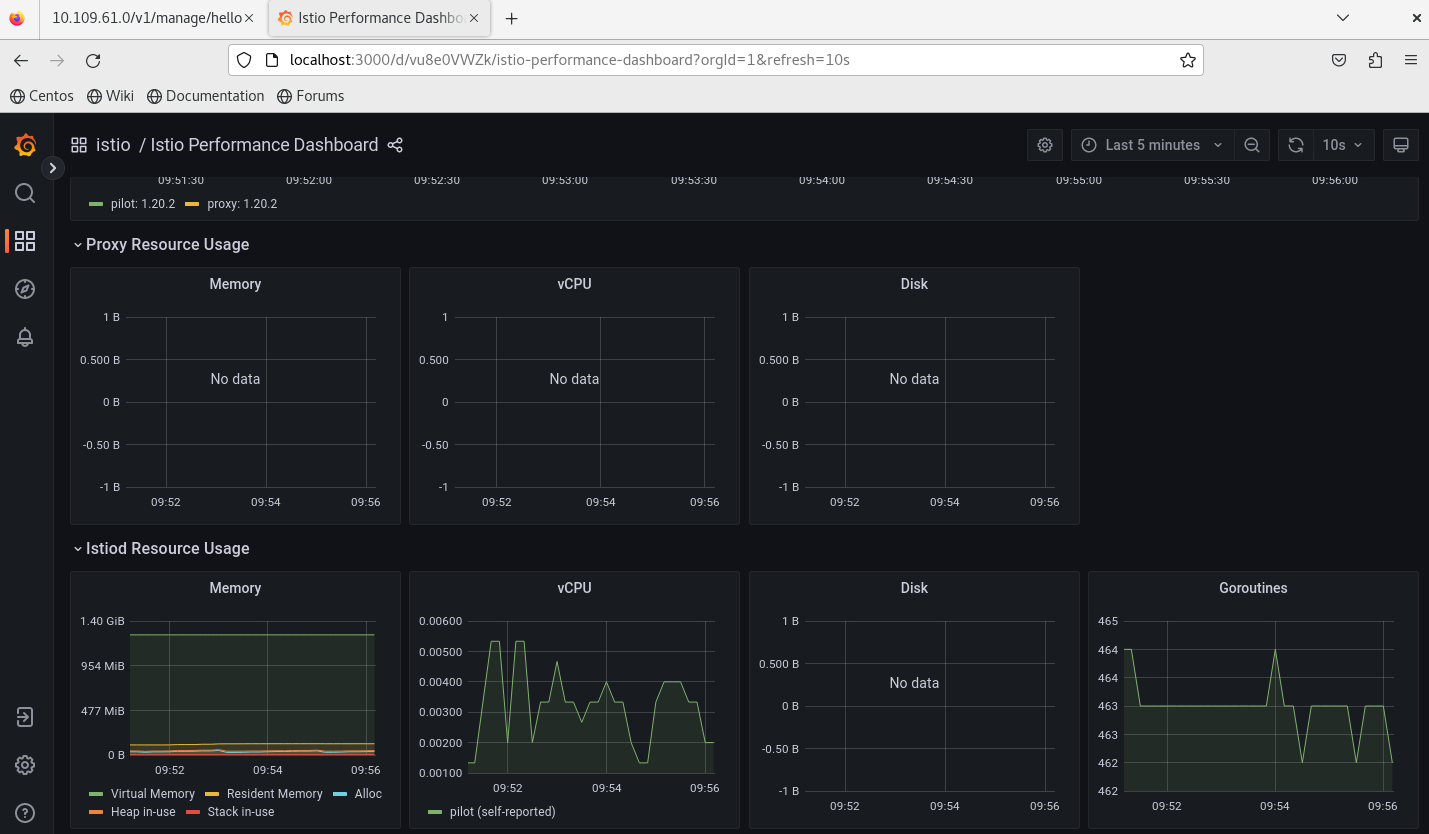 10.109.61.0/v1/manage/hello
Istio Performance Dashbo
localhost:3000/d/vu8e0VWZk/istio-performance-dashboard?orgId=1&refresh=10s
Centos Wiki Documentation Forums
istio / Istio Performance Dashboard
Last 5 minutes 10s
09:51:30 09:52:00 09:52:30 09:53:00 09:53:30 09:54:00 09:54:30 09:55:00 09:55:30 09:56:00
pilot: 1.20.2 proxy: 1.20.2
Proxy Resource Usage
Memory
1 B
0.500 B
No data
0 B
-0.50 B
-1 B
09:52 09:54 09:56
vCPU
1
0.500
No data
0
-0.50
-1
09:52 09:54 09:56
Disk
1 B
0.500 B
No data
0 B
-0.50 B
-1 B
09:52 09:54 09:56
Istiod Resource Usage
Memory
1.40 GiB
954 MiB
477 MiB
0 B
09:52 09:54 09:56
Virtual Memory Resident Memory Alloc
Heap in-use Stack in-use
vCPU
0.00600
0.00500
0.00400
0.00300
0.00200
0.00100
09:52 09:54 09:56
pilot (self-reported)
Disk
1 B
0.500 B
No data
0 B
-0.50 B
-1 B
09:52 09:54 09:56
Goroutines
465
464
464
463
463
462
462
09:52 09:54 09:56